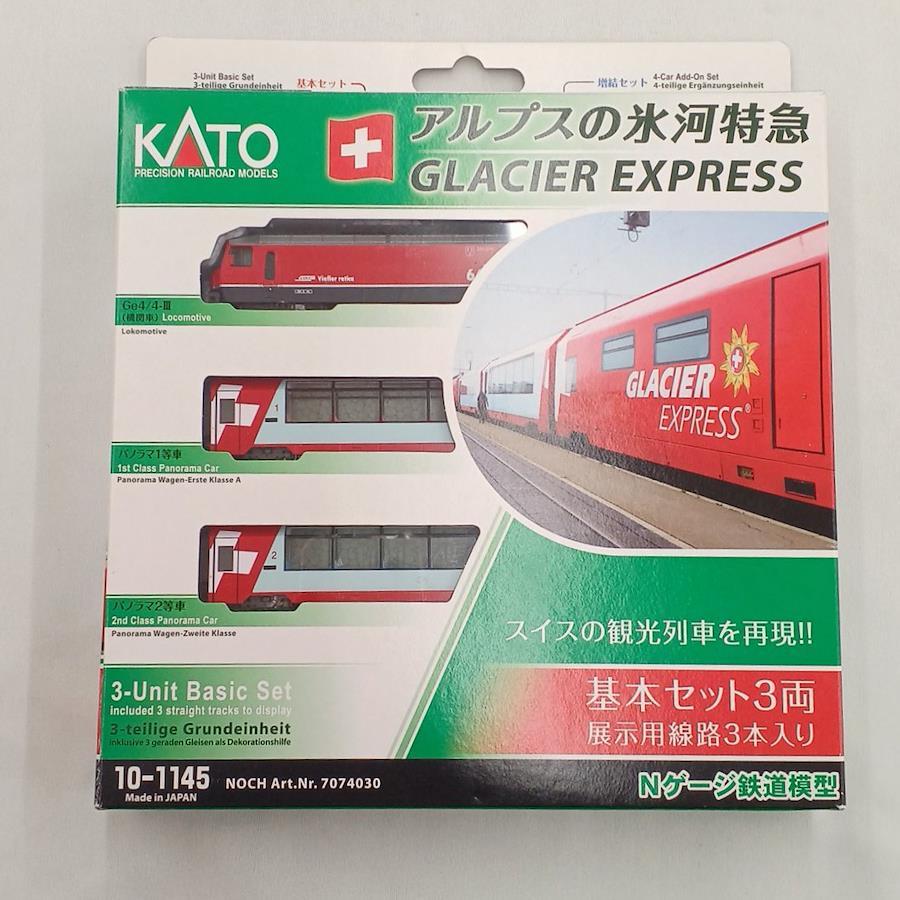 3-Unit Basic Set
3-teilige Grundeinheit
基本セット
増結セット
4-Car Add-On Set
4-teilige Ergänzungseinheit
KATO
PRECISION RAILROAD MODELS
アルプスの氷河特急
GLACIER EXPRESS
Ge4/4-Ⅲ
(機関車) Locomotive
Lokomotive
GLACIER
EXPRESS®
1
パノラマ1等車
1st Class Panorama Car
Panorama Wagen-Erste Klasse A
2
パノラマ2等車
2nd Class Panorama Car
Panorama Wagen-Zweite Klasse
スイスの観光列車を再現!!
3-Unit Basic Set
included 3 straight tracks to display
3-teilige Grundeinheit
inklusive 3 geraden Gleisen als Dekorationshilfe
基本セット3両
展示用線路3本入り
10-1145
Made in JAPAN
NOCH Art.Nr. 7074030
Nゲージ鉄道模型